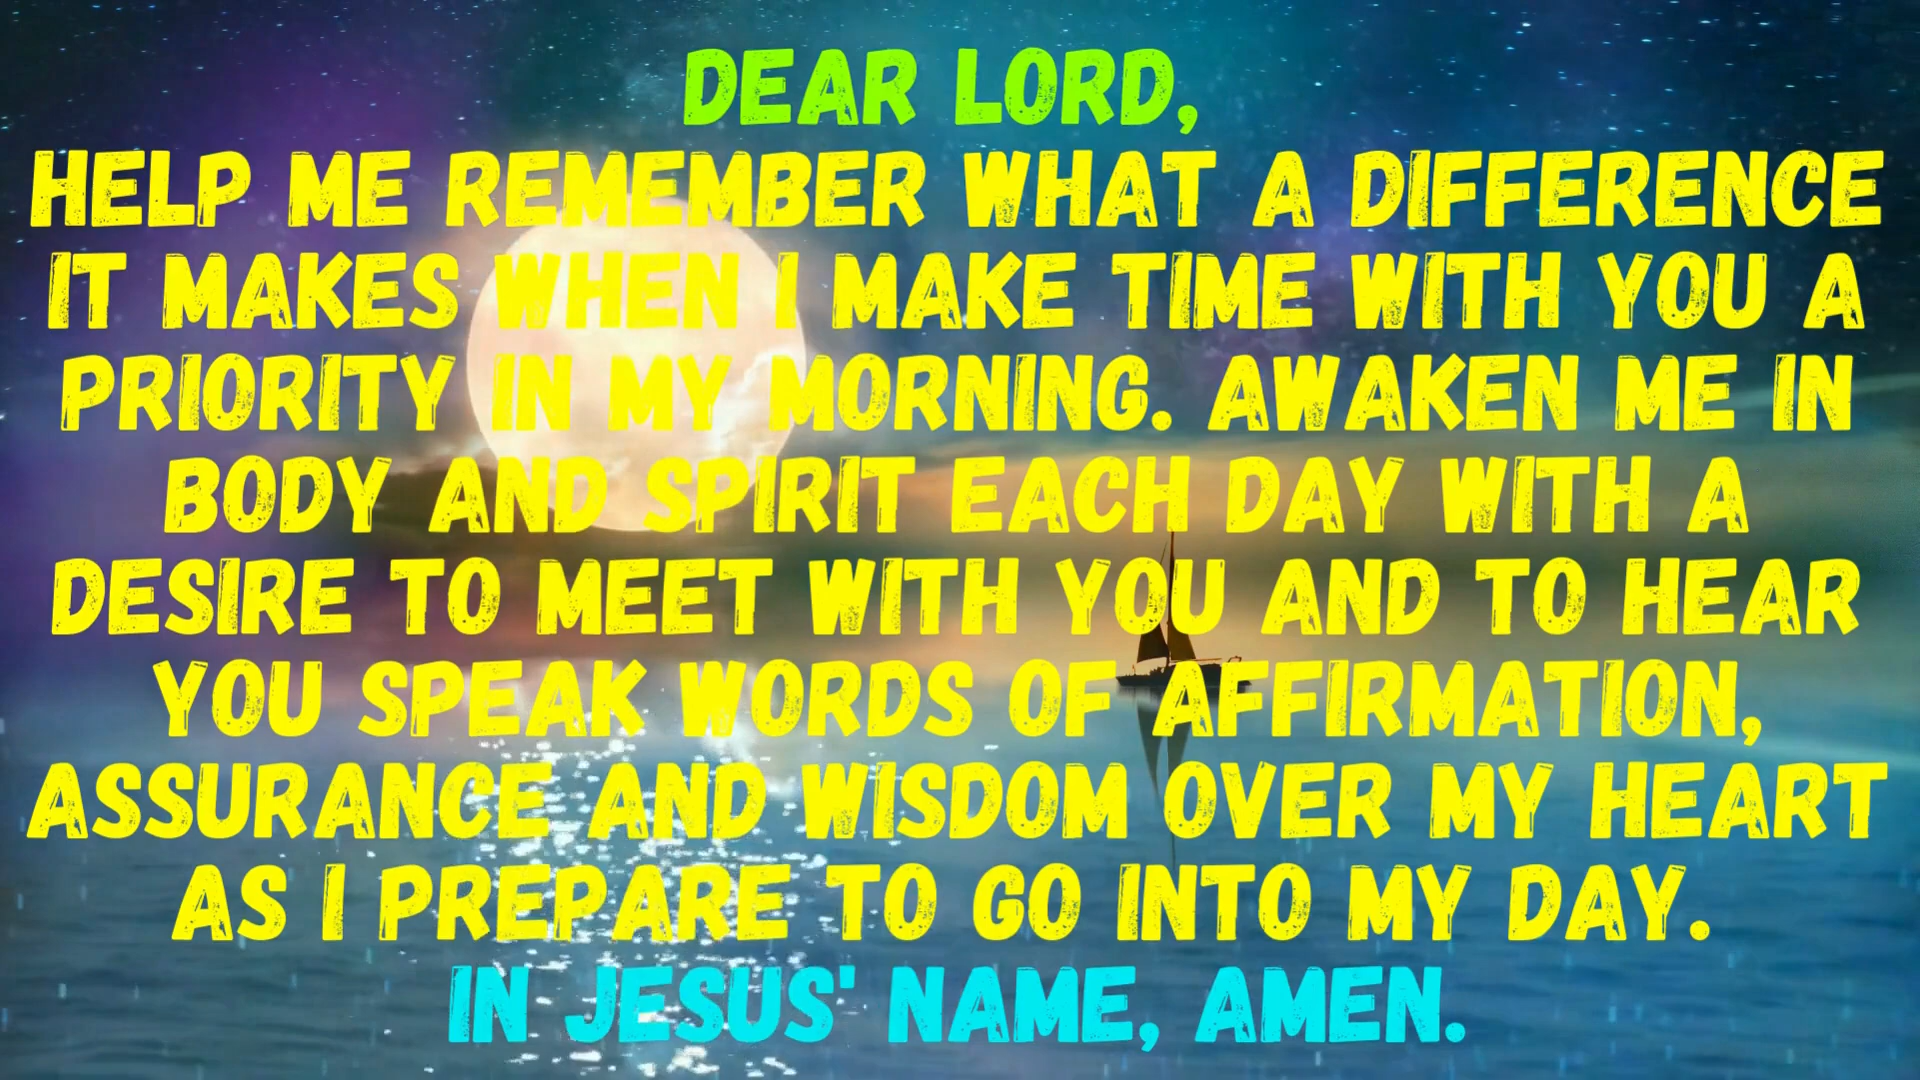 DEAR LORD,
HELP ME REMEMBER WHAT A DIFFERENCE
IT MAKES WHEN I MAKE TIME WITH YOU A
PRIORITY IN MY MORNING. AWAKEN ME IN
BODY AND SPIRIT EACH DAY WITH A
DESIRE TO MEET WITH YOU AND TO HEAR
YOU SPEAK WORDS OF AFFIRMATION,
ASSURANCE AND WISDOM OVER MY HEART
AS I PREPARE TO GO INTO MY DAY.
IN JESUS' NAME, AMEN.